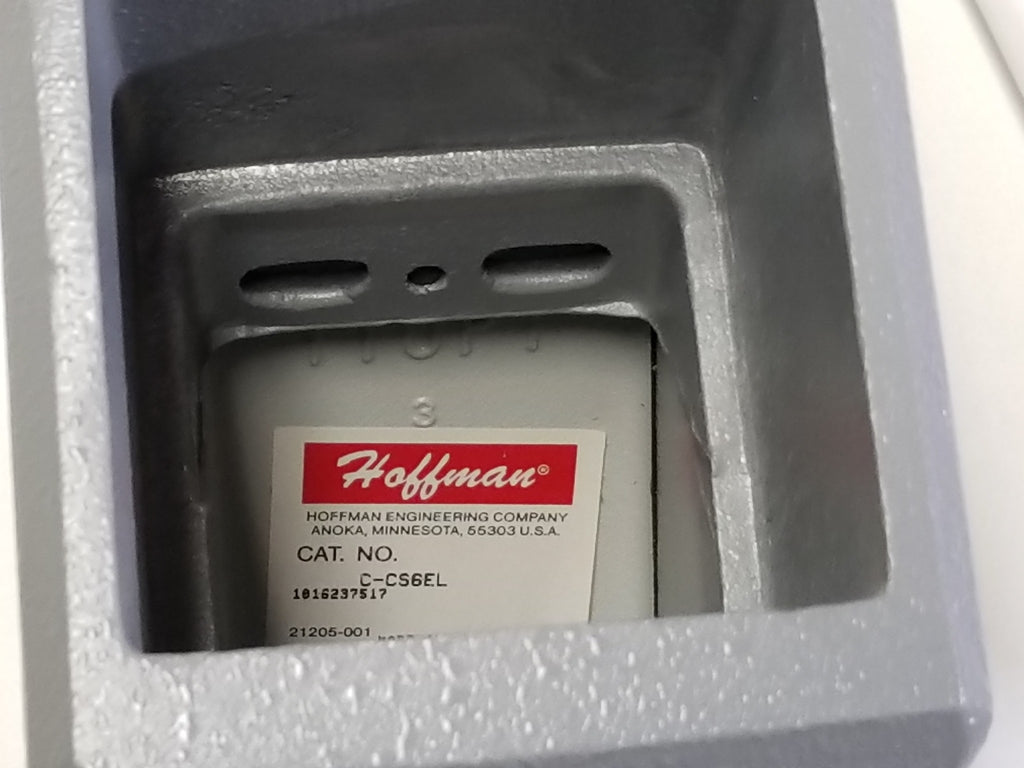 3
Hoffman®
HOFFMAN ENGINEERING COMPANY
ANOKA, MINNESOTA, 55303 U.S.A.
CAT. NO.
C-CS6EL
1016237517
21205-001